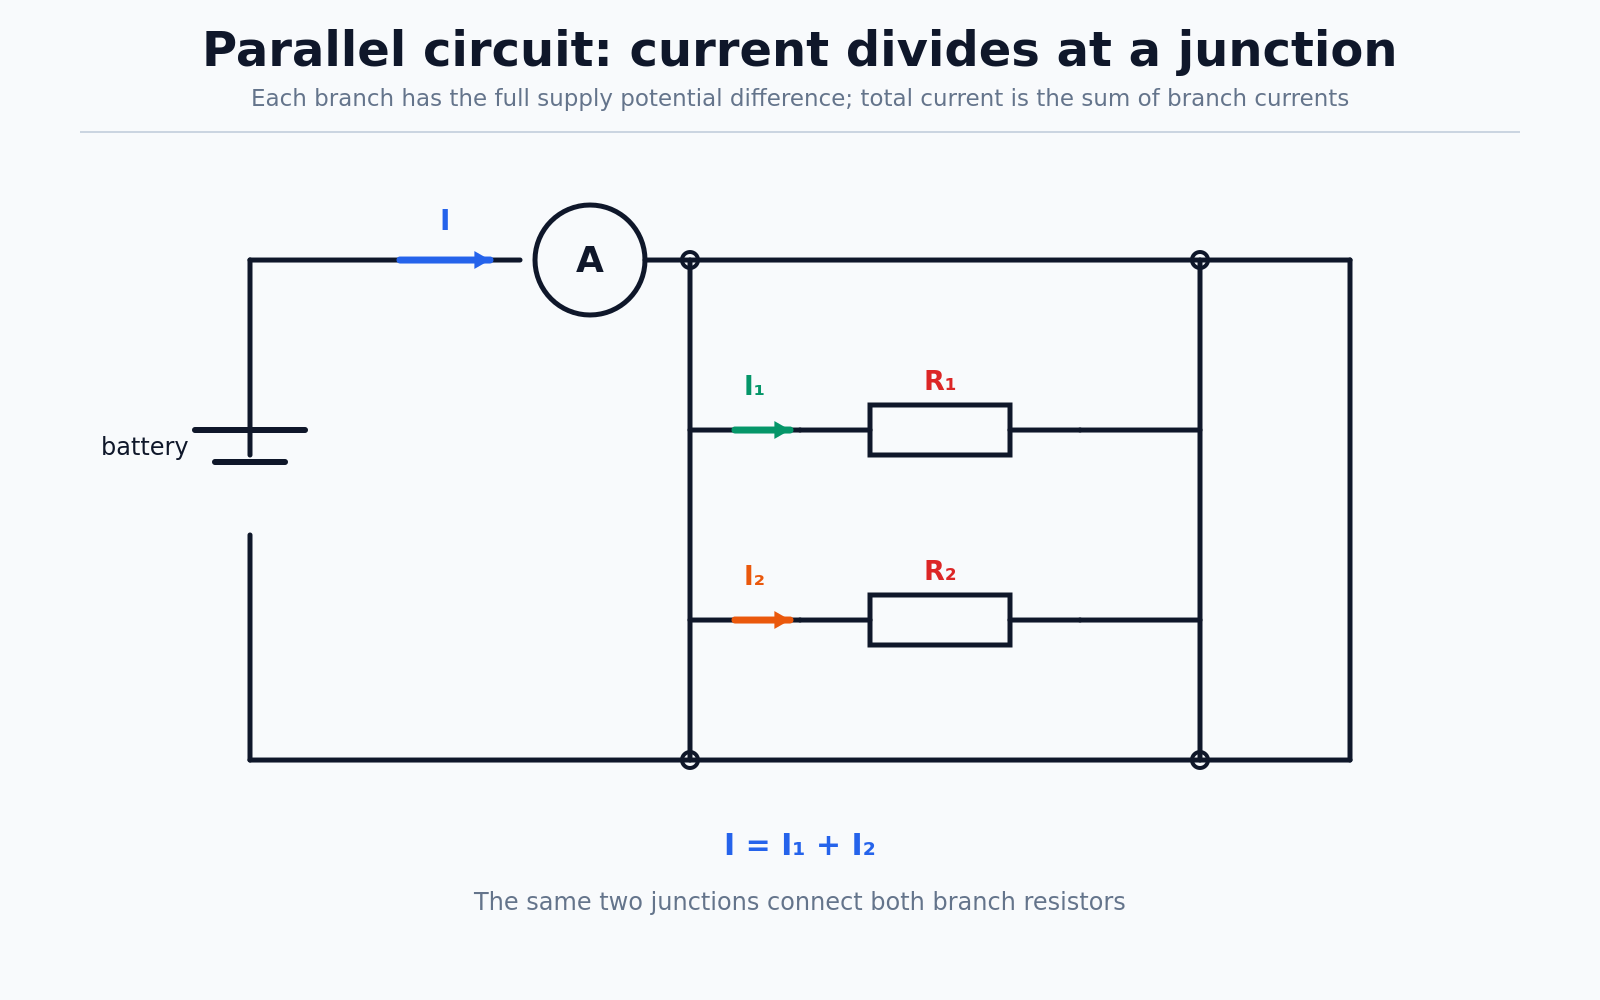 Parallel circuit: current divides at a junction
Each branch has the full supply potential difference; total current is the sum of branch currents
I
A
I₁
R₁
battery
I₂
R₂
I = I₁ + I₂
The same two junctions connect both branch resistors